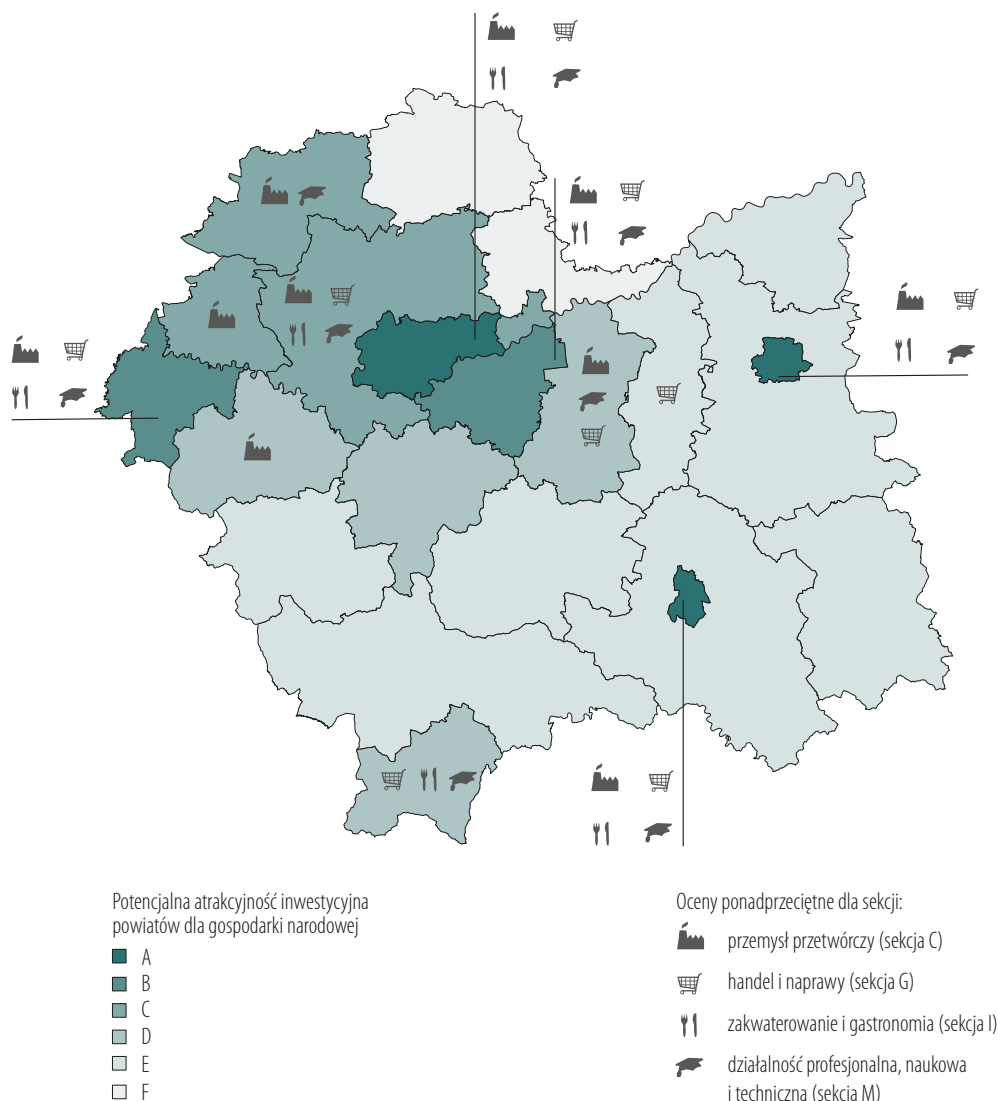 Potencjalna atrakcyjność inwestycyjna
powiatów dla gospodarki narodowej
A
B
C
D
E
F
Oceny ponadprzeciętne dla sekcji:
przemysł przetwórczy (sekcja C)
handel i naprawy (sekcja G)
zakwaterowanie i gastronomia (sekcja I)
działalność profesjonalna, naukowa
i techniczna (sekcja M)